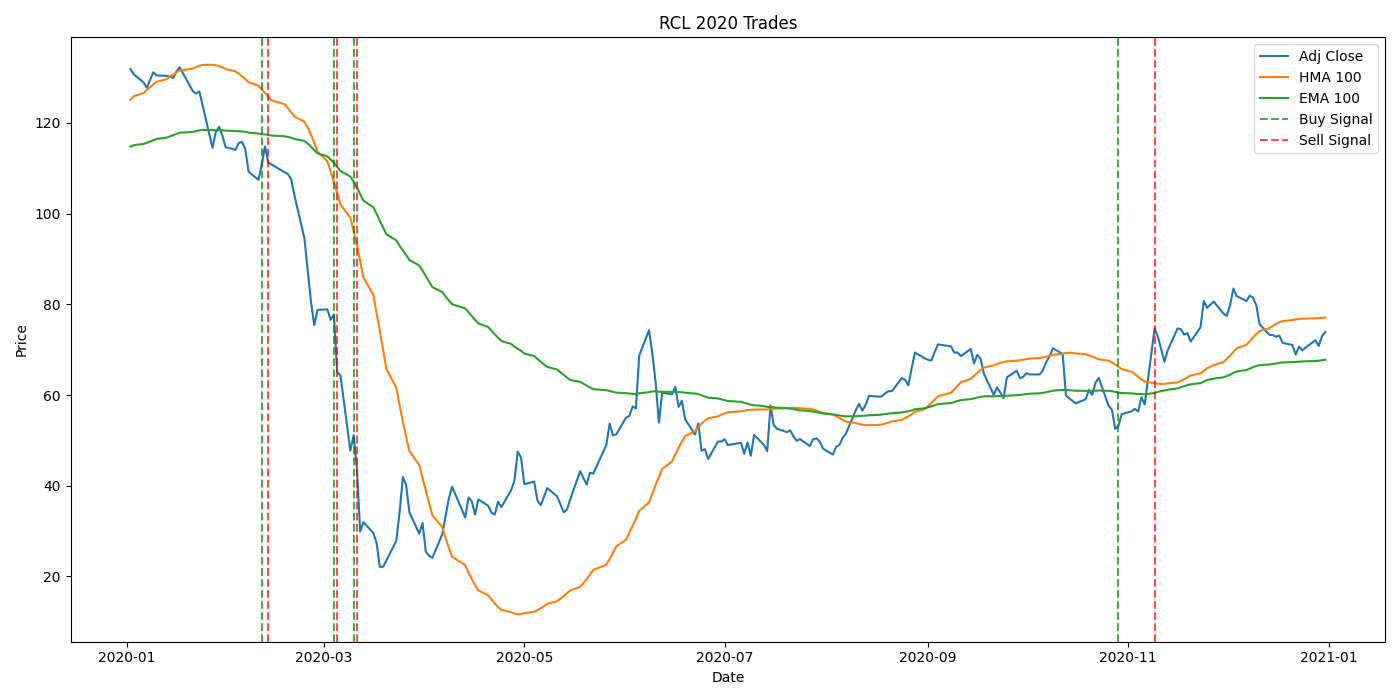 RCL 2020 Trades
Adj Close
HMA 100
EMA 100
Buy Signal
Sell Signal
Price
120
100
80
60
40
20
2020-01
2020-03
2020-05
2020-07
2020-09
2020-11
2021-01
Date